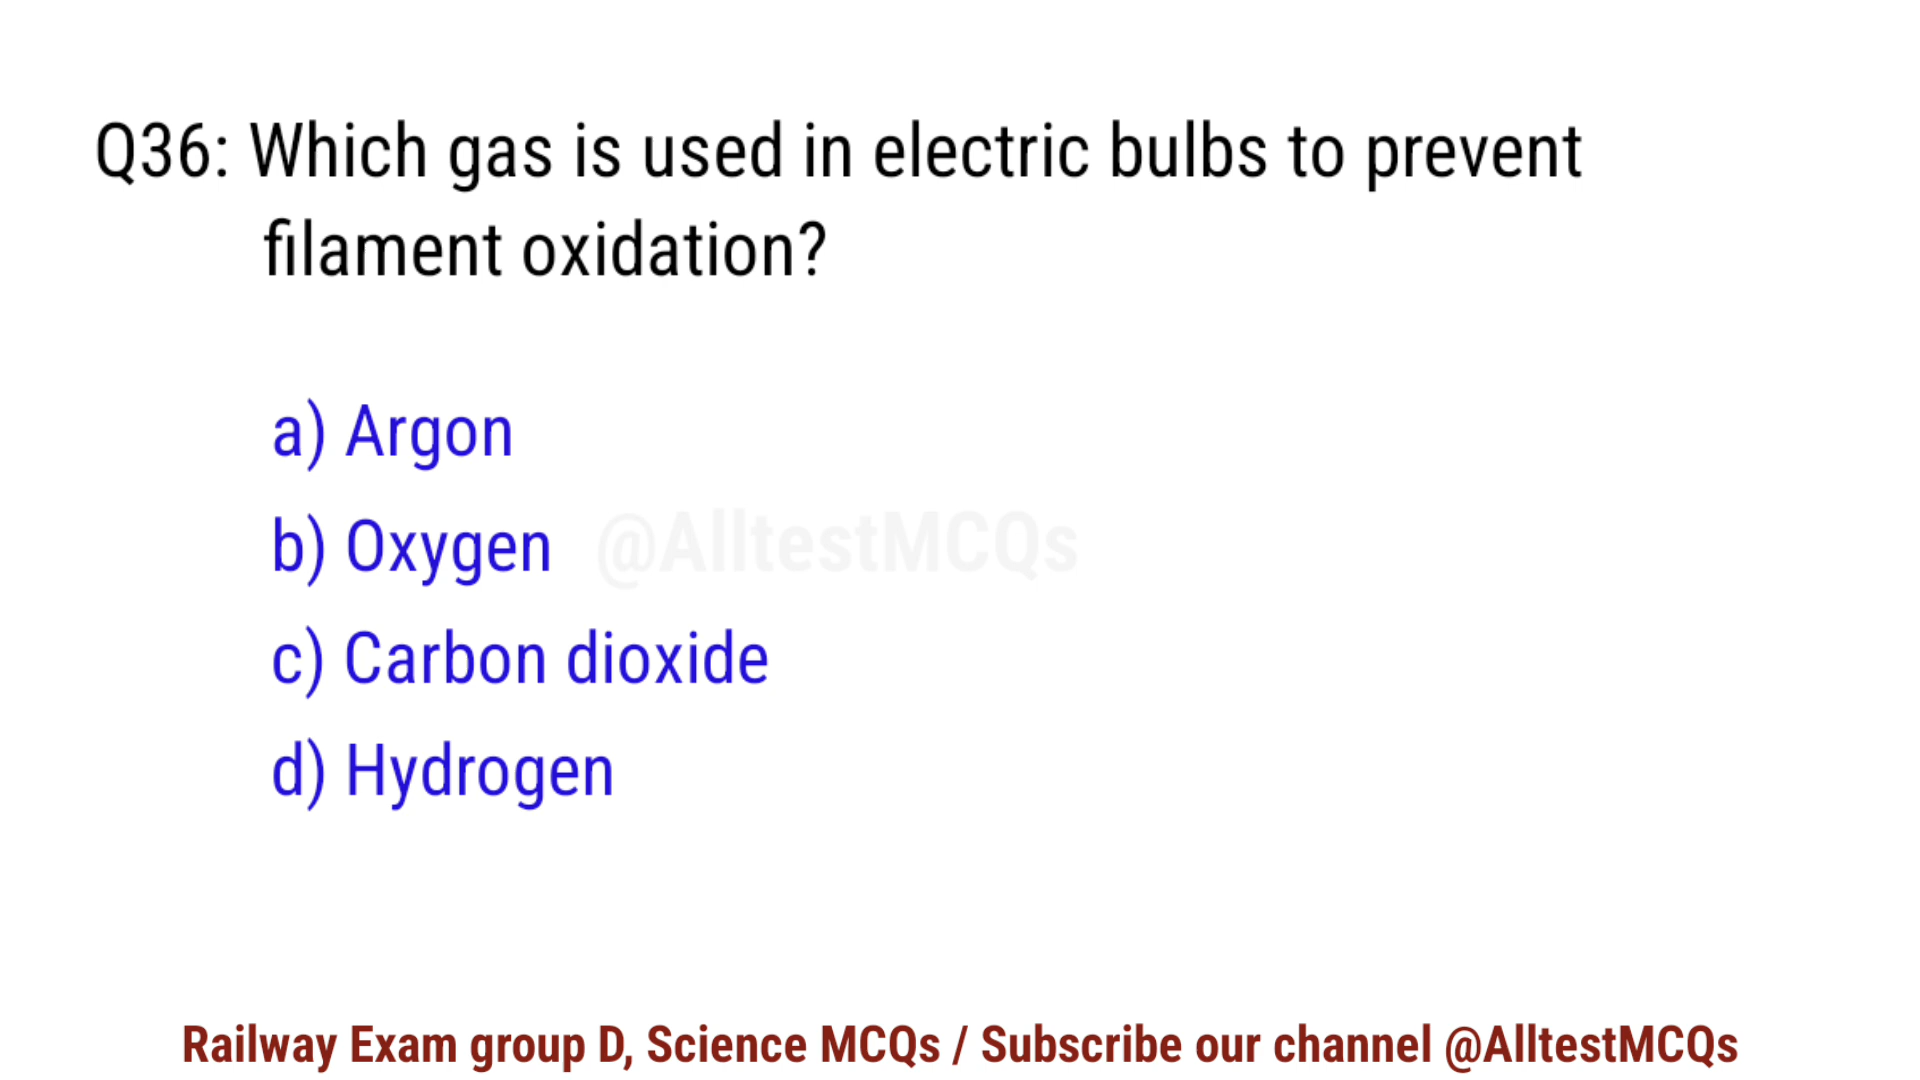 Q36: Which gas is used in electric bulbs to prevent
filament oxidation?
a) Argon
b) Oxygen
@AlltestMCQs
c) Carbon dioxide
d) Hydrogen
Railway Exam group D, Science MCQs / Subscribe our channel @AlltestMCQs